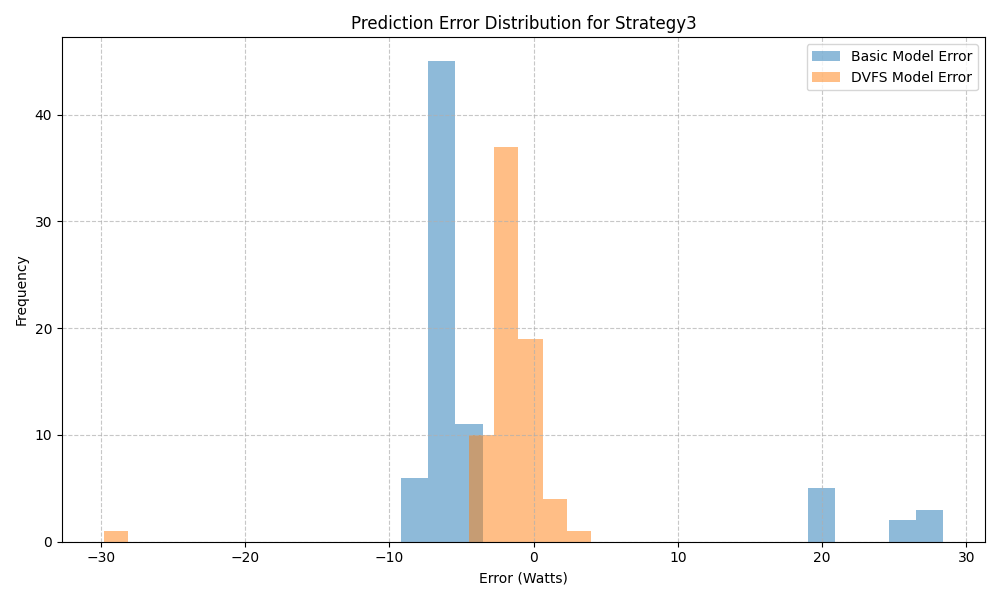 Prediction Error Distribution for Strategy3
Basic Model Error
DVFS Model Error
Frequency
40
30
20
10
0
−30
−20
−10
0
10
20
30
Error (Watts)